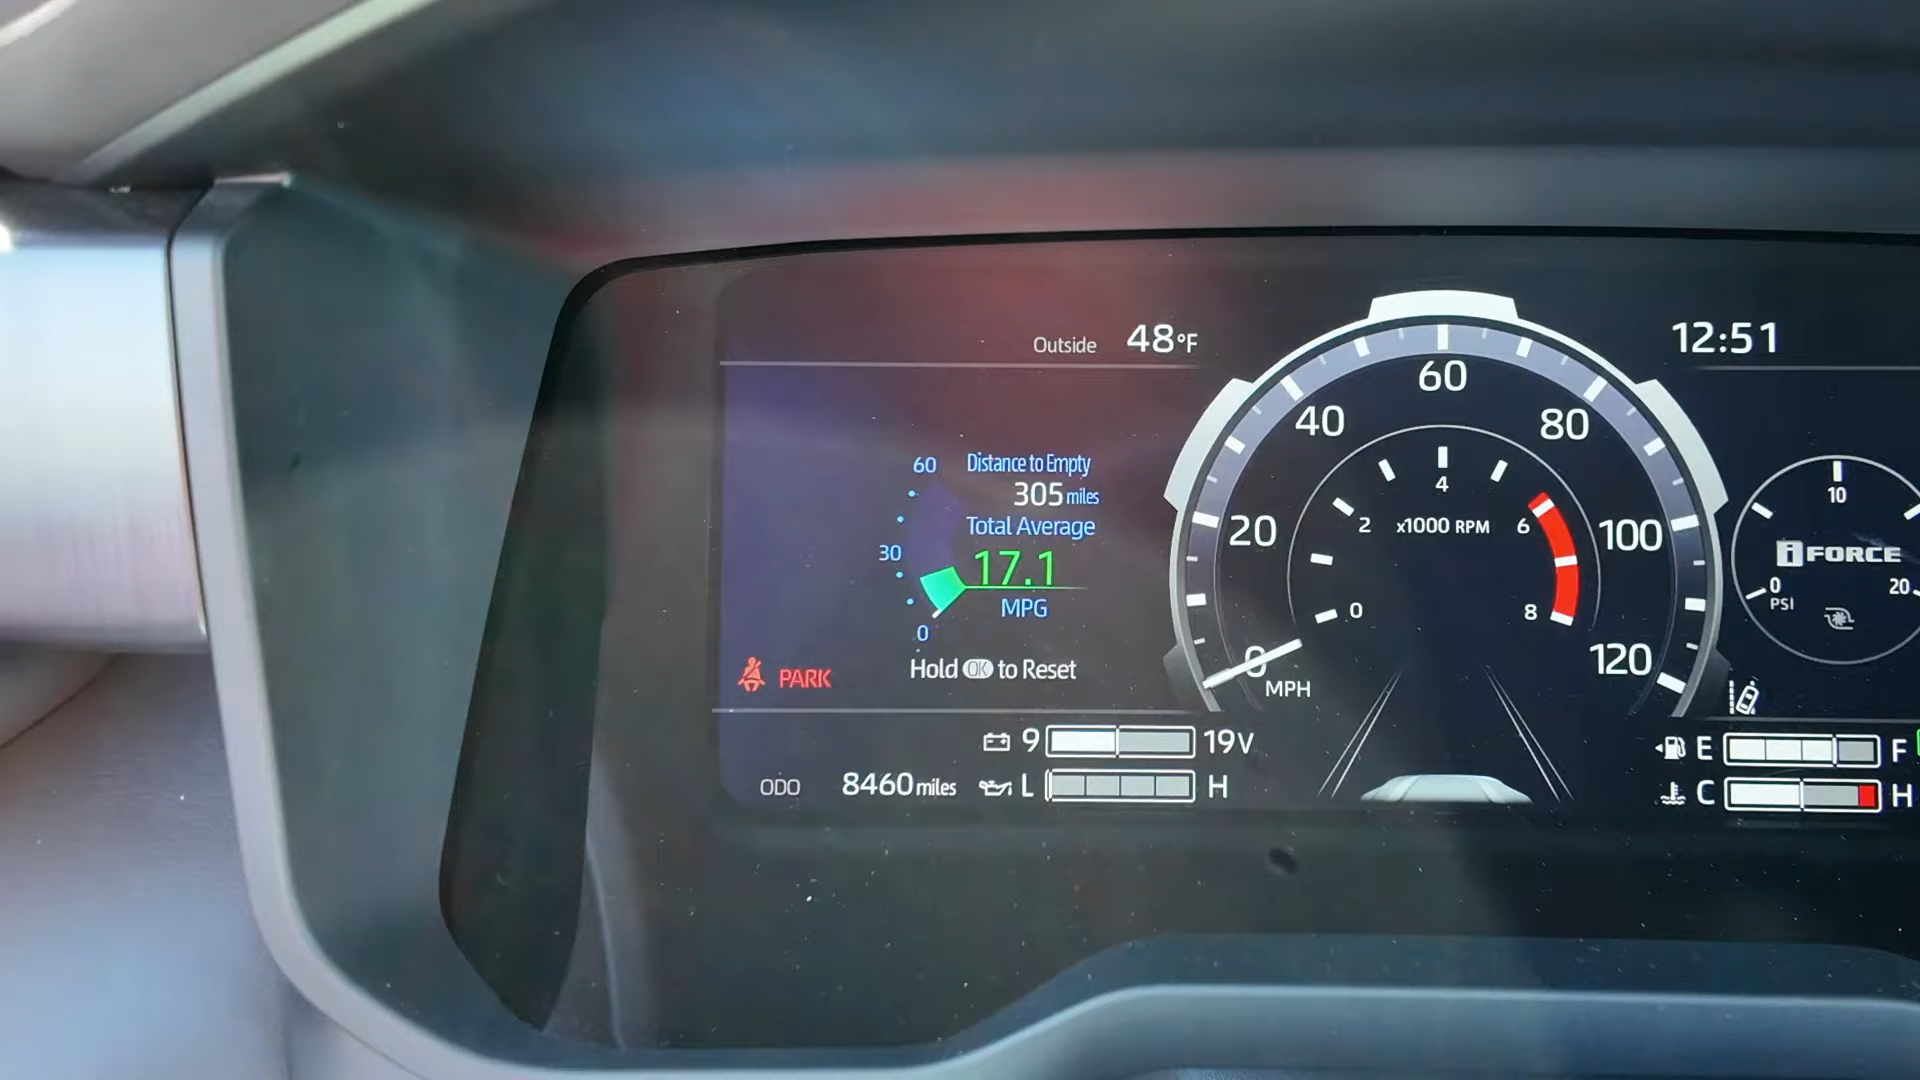 Outside 48°F
12:51
60 Distance to Empty
305 miles
Total Average
30
17.1
MPG
0
Hold OK to Reset
PARK
9 19V
ODO 8460 miles L H
0 20 40 60 80 100 120
MPH
0 2 4 6 8
x1000 RPM
10
iFORCE
0 20
PSI
E F
C H